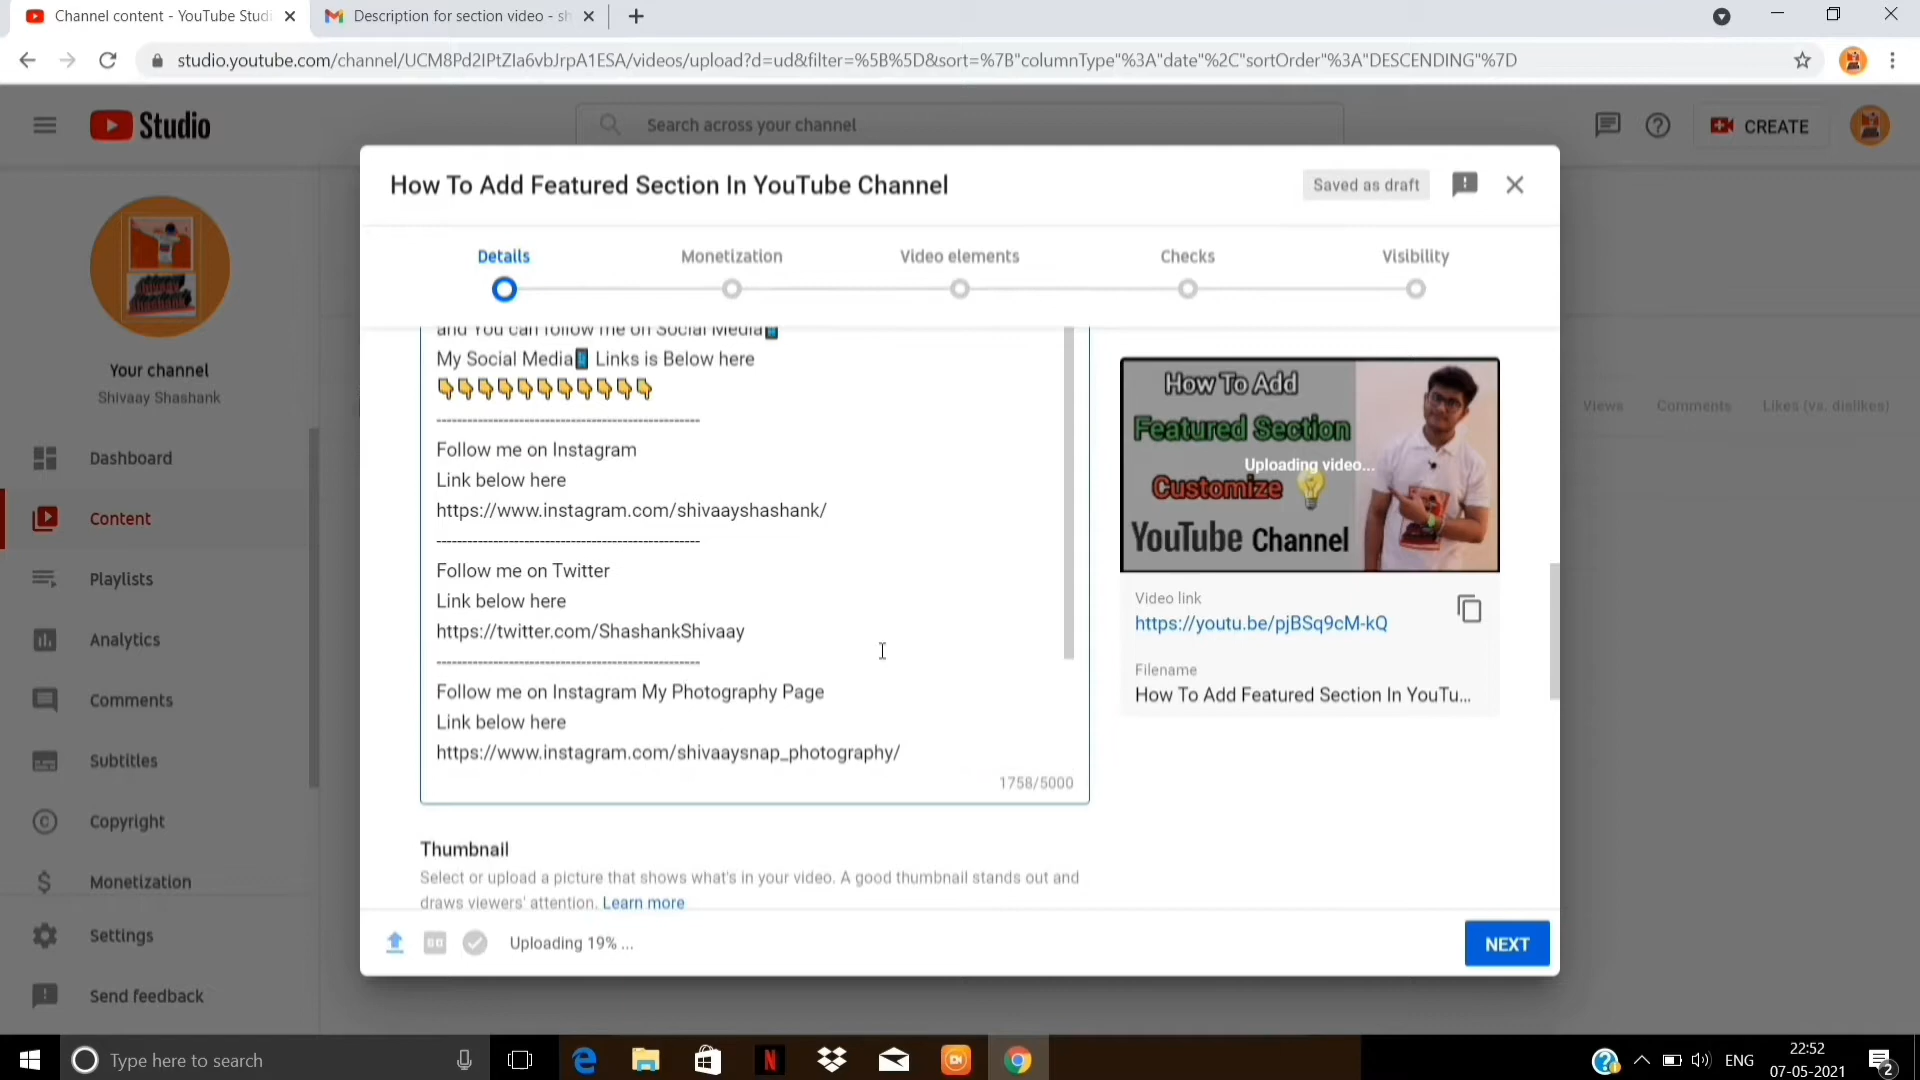 Channel content - YouTube Studi
Description for section video - sh
studio.youtube.com/channel/UCM8Pd2IPtZIa6vbJrpA1ESA/videos/upload?d=ud&filter=%5B%5D&sort=%7B"columnType"%3A"date"%2C"sortOrder"%3A"DESCENDING"%7D
Studio
Search across your channel
CREATE
How To Add Featured Section In YouTube Channel
Saved as draft
Details
Monetization
Video elements
Checks
Visibility
Your channel
Shivaay Shashank
Dashboard
Content
Playlists
Analytics
Comments
Subtitles
Copyright
Monetization
Settings
Send feedback
and You can follow me on Social Media📱
My Social Media📱 Links is Below here
👇👇👇👇👇👇👇👇👇👇👇
--------------------------------------------------
Follow me on Instagram
Link below here
https://www.instagram.com/shivaayshashank/
--------------------------------------------------
Follow me on Twitter
Link below here
https://twitter.com/ShashankShivaay
--------------------------------------------------
Follow me on Instagram My Photography Page
Link below here
https://www.instagram.com/shivaaysnap_photography/
1758/5000
Thumbnail
Select or upload a picture that shows what's in your video. A good thumbnail stands out and
draws viewers' attention. Learn more
How To Add
Featured Section
Uploading video...
Customize
YouTube Channel
Video link
https://youtu.be/pjBSq9cM-kQ
Filename
How To Add Featured Section In YouTu...
Views
Comments
Likes (vs. dislikes)
Uploading 19% ...
NEXT
Type here to search
ENG
22:52
07-05-2021
2